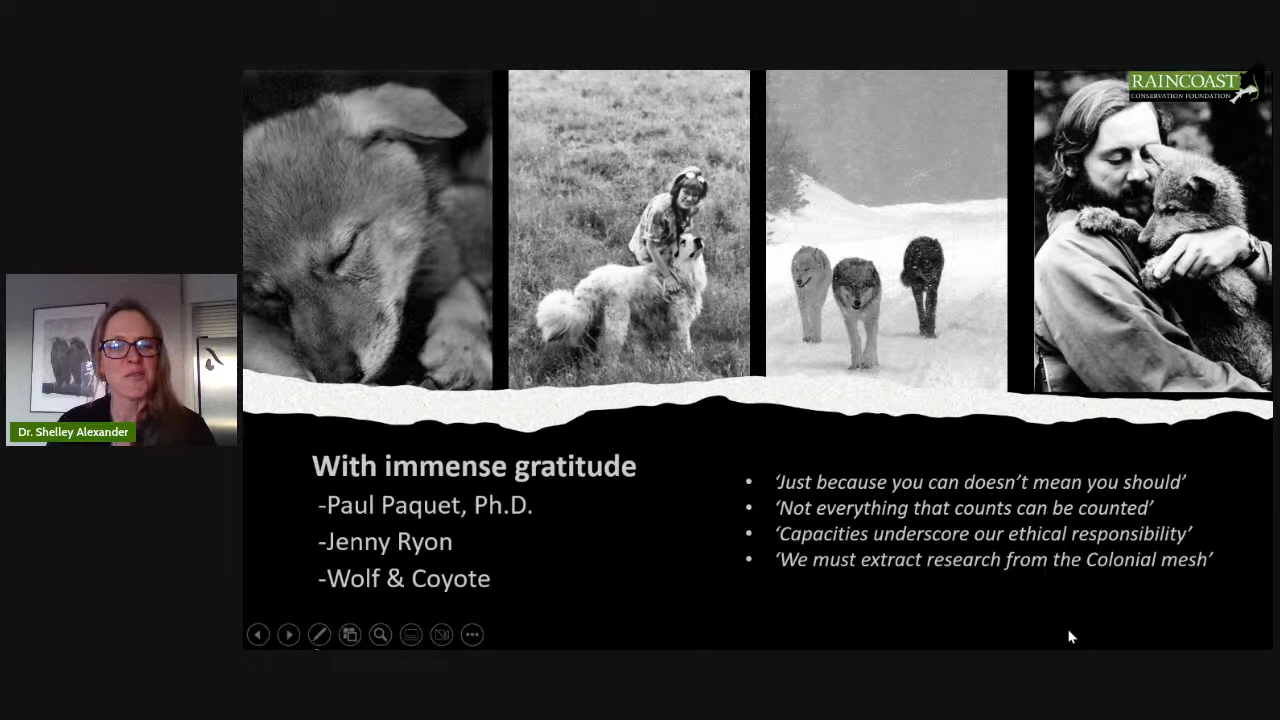 RAINCOAST
CONSERVATION FOUNDATION
Dr. Shelley Alexander
With immense gratitude
-Paul Paquet, Ph.D.
-Jenny Ryon
-Wolf & Coyote
• ‘Just because you can doesn’t mean you should’
• ‘Not everything that counts can be counted’
• ‘Capacities underscore our ethical responsibility’
• ‘We must extract research from the Colonial mesh’